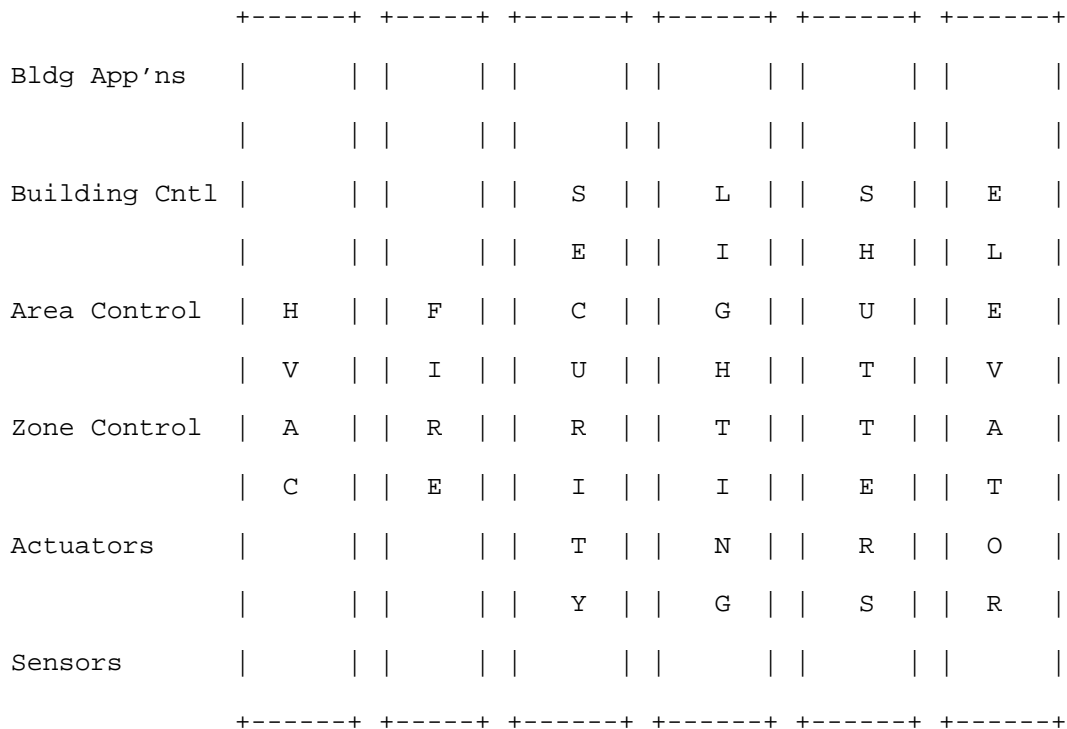 +------+ +-----+ +------+ +------+ +------+ +------+
Bldg App'ns | | | | | | | | | | | |
| | | | | | | | | | | |
Building Cntl | | | | | S | | L | | S | | E |
| | | | | E | | I | | H | | L |
Area Control | H | | F | | C | | G | | U | | E |
| V | | I | | U | | H | | T | | V |
Zone Control | A | | R | | R | | T | | T | | A |
| C | | E | | I | | I | | E | | T |
Actuators | | | | | T | | N | | R | | O |
| | | | | Y | | G | | S | | R |
Sensors | | | | | | | | | | | |
+------+ +-----+ +------+ +------+ +------+ +------+